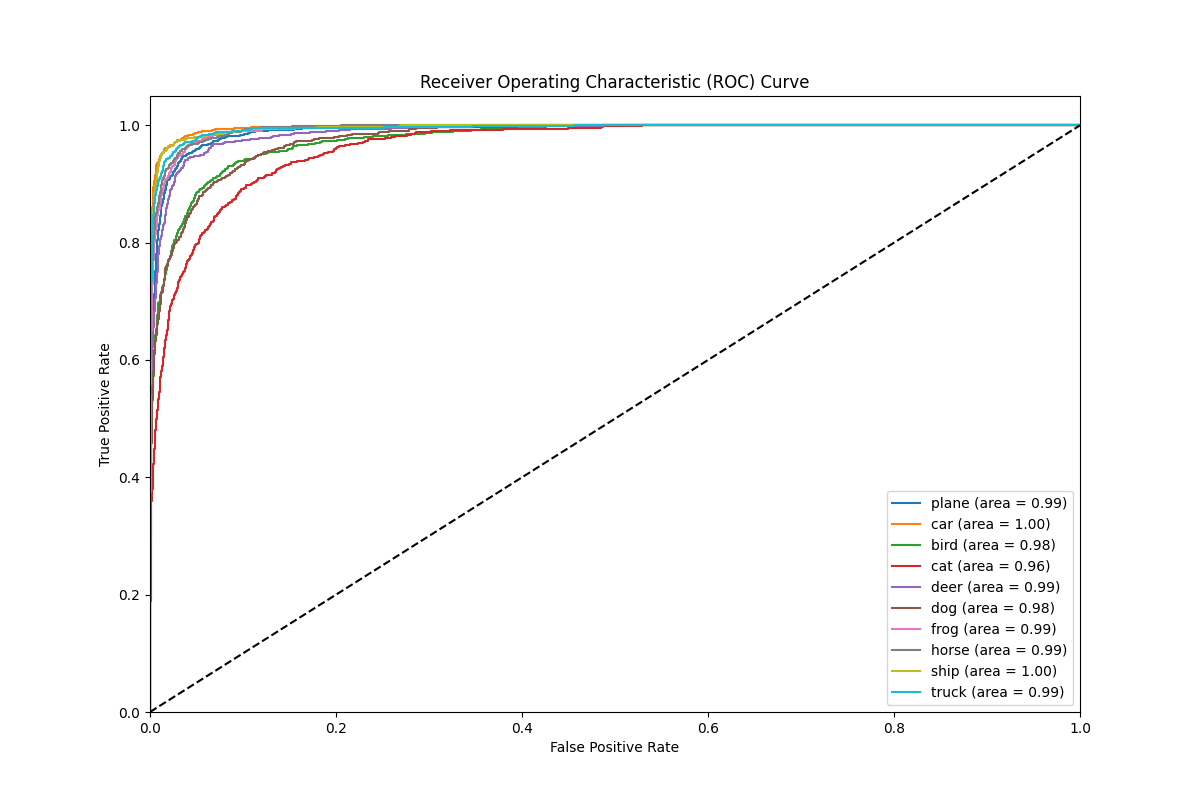 Receiver Operating Characteristic (ROC) Curve
True Positive Rate
1.0
0.8
0.6
0.4
0.2
0.0
0.0 0.2 0.4 0.6 0.8 1.0
False Positive Rate
plane (area = 0.99)
car (area = 1.00)
bird (area = 0.98)
cat (area = 0.96)
deer (area = 0.99)
dog (area = 0.98)
frog (area = 0.99)
horse (area = 0.99)
ship (area = 1.00)
truck (area = 0.99)